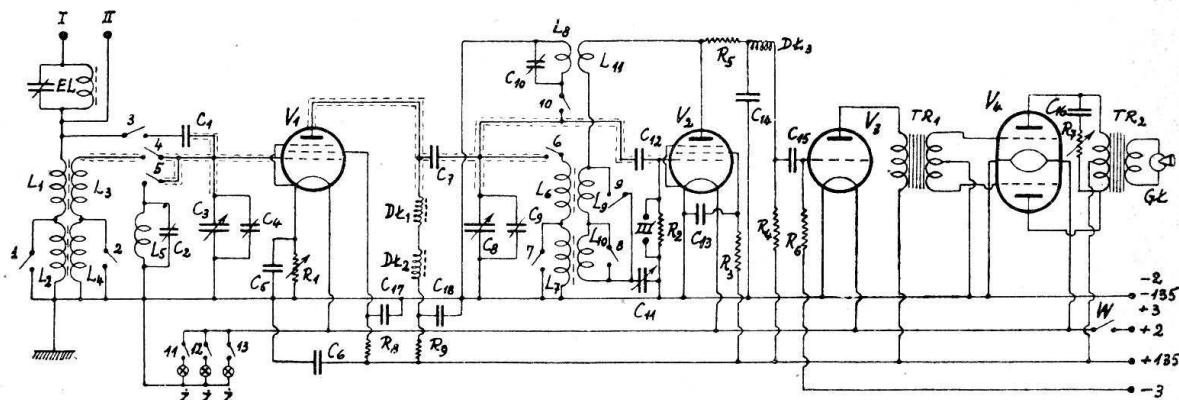 I II
EL
3 C1
4
5
L1 L3
C3 C4
L5 C2
1 L2 L4 2
C5 R1
V1
C7
DŁ1
DŁ2
C17 C18
R8 R9
C6
11 12 13
Ż Ż Ż
L8 L11
C10
10
6
C12
C8 C9
L6 L9 9
7 L7 L10 8
C11
III R2
C13
R3
V2
R5 DŁ3
C14
C15
R4 R6
V3
TR1
V4
C16
R7
TR2
GŁ
-2
-135
+3
W +2
+135
-3